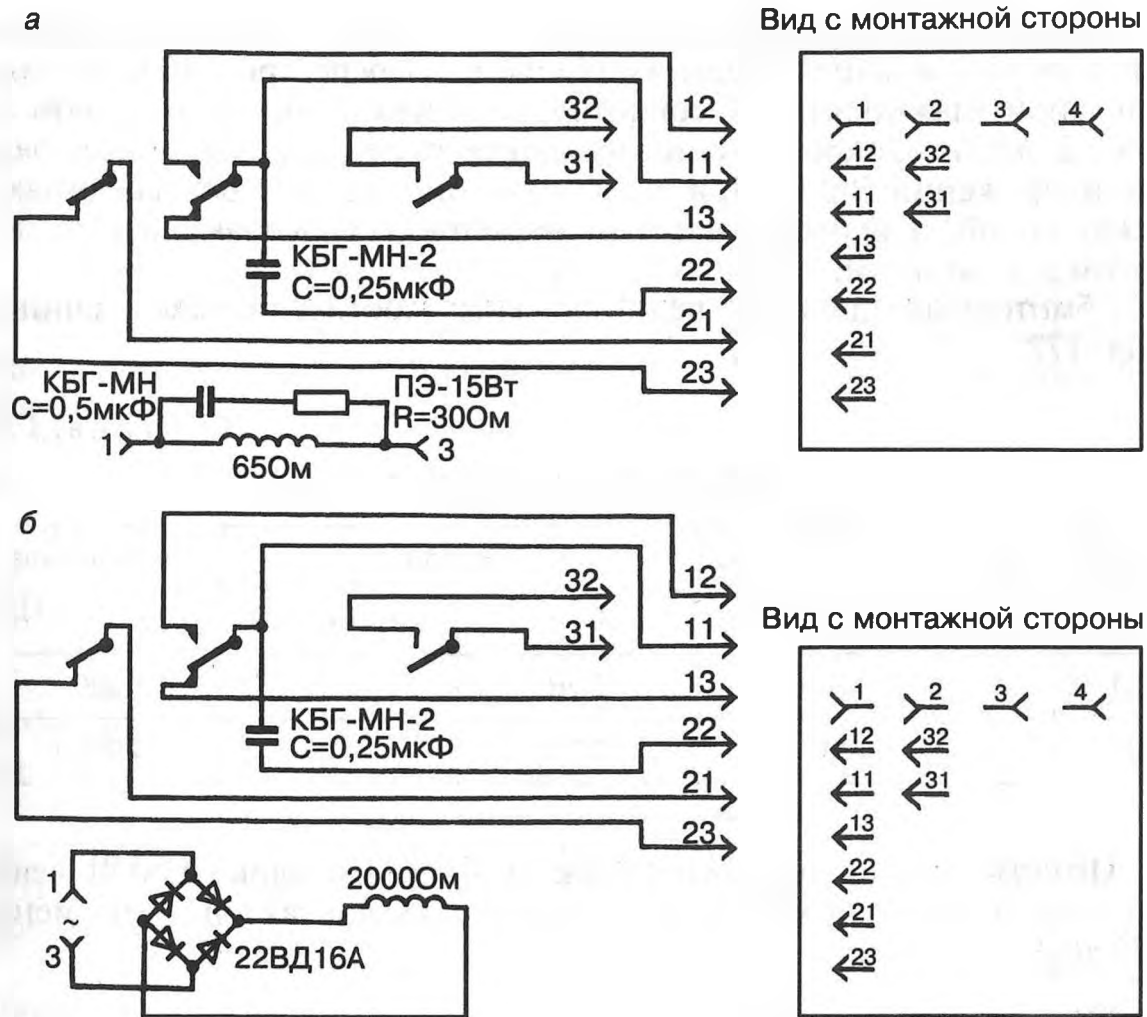 а
Вид с монтажной стороны
32
12
31
11
13
КБГ-МН-2
С=0,25мкФ
22
21
23
КБГ-МН
С=0,5мкФ
ПЭ-15Вт
R=30Ом
1
3
65Ом
1 2 3 4
12 32
11 31
13
22
21
23
б
Вид с монтажной стороны
32
12
31
11
13
КБГ-МН-2
С=0,25мкФ
22
21
23
1
~
3
2000Ом
22ВД16А
1 2 3 4
12 32
11 31
13
22
21
23